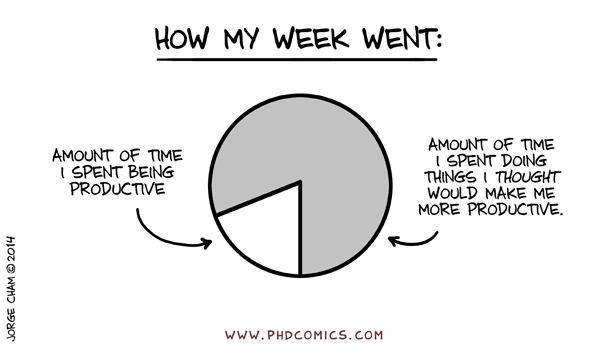 HOW MY WEEK WENT:
AMOUNT OF TIME
I SPENT BEING
PRODUCTIVE
AMOUNT OF TIME
I SPENT DOING
THINGS I THOUGHT
WOULD MAKE ME
MORE PRODUCTIVE.
JORGE CHAM © 2014
WWW.PHDCOMICS.COM